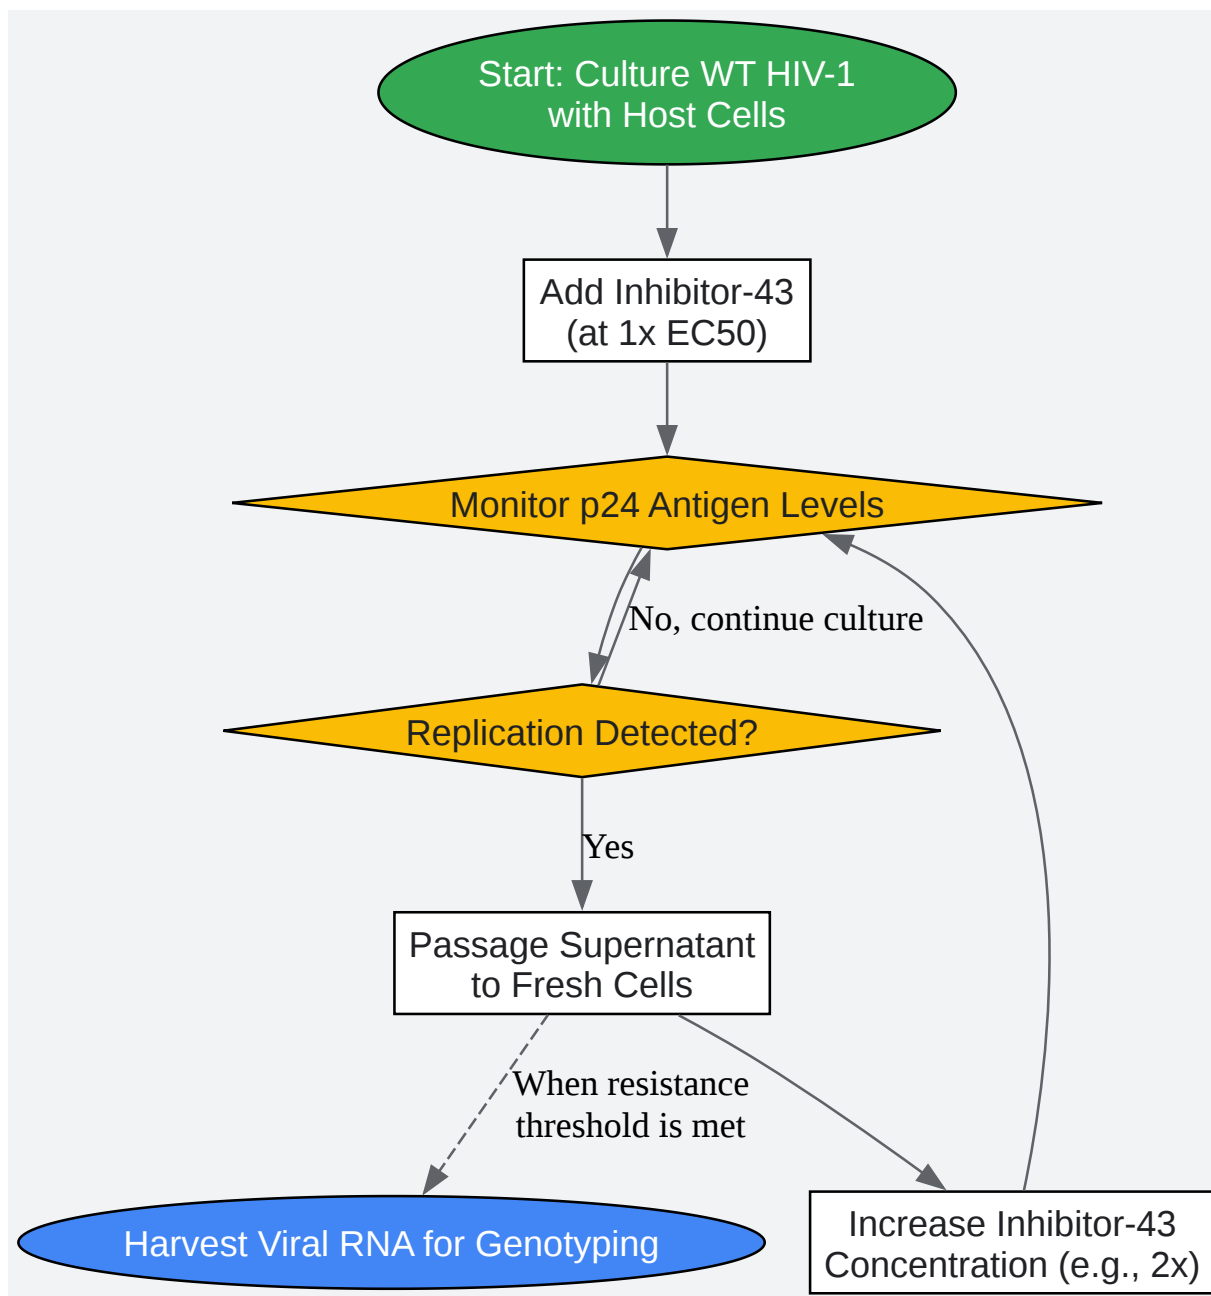 Start: Culture WT HIV-1
with Host Cells
Add Inhibitor-43
(at 1x EC50)
Monitor p24 Antigen Levels
No, continue culture
Replication Detected?
Yes
Passage Supernatant
to Fresh Cells
When resistance
threshold is met
Harvest Viral RNA for Genotyping
Increase Inhibitor-43
Concentration (e.g., 2x)